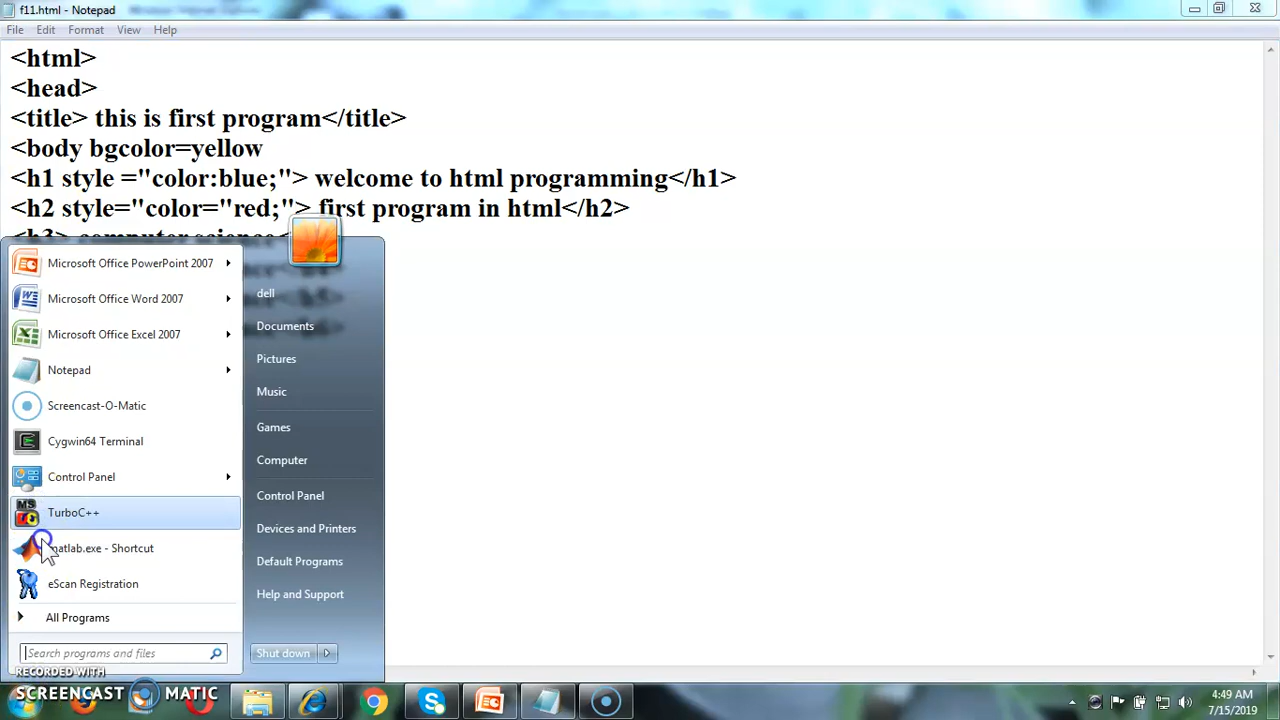 f11.html - Notepad
File Edit Format View Help
<html>
<head>
<title> this is first program</title>
<body bgcolor=yellow
<h1 style ="color:blue;"> welcome to html programming</h1>
<h2 style="color="red;"> first program in html</h2>
<h3> computer science<
Microsoft Office PowerPoint 2007
Microsoft Office Word 2007
Microsoft Office Excel 2007
Notepad
Screencast-O-Matic
Cygwin64 Terminal
Control Panel
TurboC++
matlab.exe - Shortcut
eScan Registration
All Programs
Search programs and files
dell
Documents
Pictures
Music
Games
Computer
Control Panel
Devices and Printers
Default Programs
Help and Support
Shut down
RECORDED WITH
SCREENCAST MATIC
4:49 AM
7/15/2019